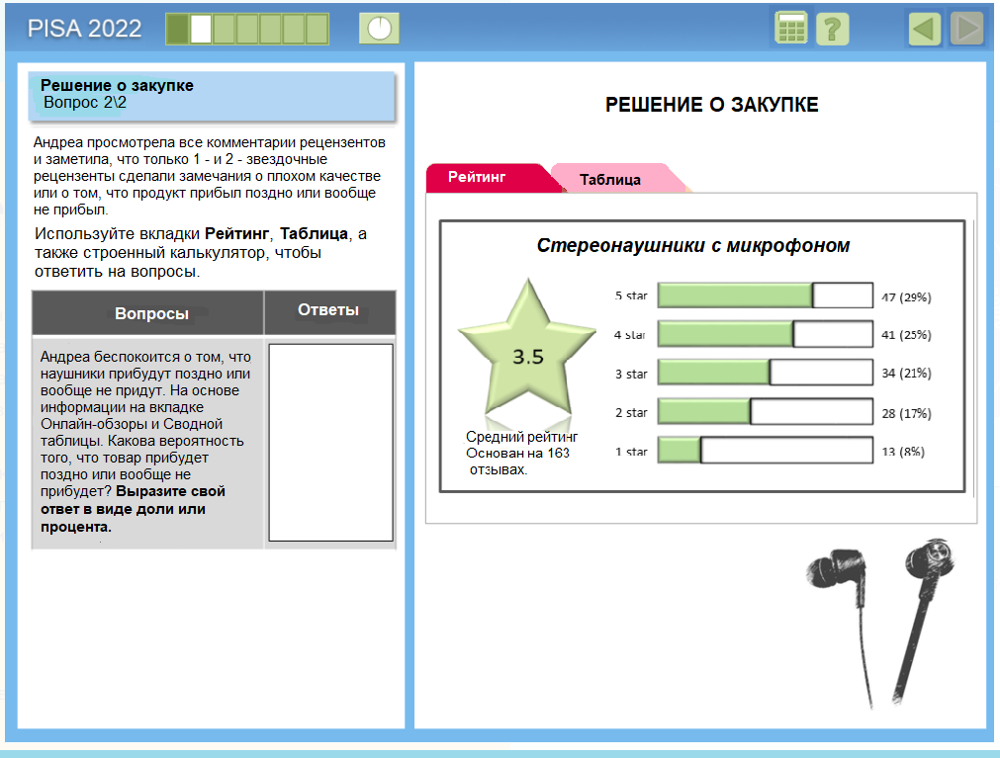 PISA 2022
?
Решение о закупке
Вопрос 2\2
Андреа просмотрела все комментарии рецензентов
и заметила, что только 1 - и 2 - звездочные
рецензенты сделали замечания о плохом качестве
или о том, что продукт прибыл поздно или вообще
не прибыл.
Используйте вкладки Рейтинг, Таблица, а
также строенный калькулятор, чтобы
ответить на вопросы.
Вопросы
Ответы
Андреа беспокоится о том, что
наушники прибудут поздно или
вообще не придут. На основе
информации на вкладке
Онлайн-обзоры и Сводной
таблицы. Какова вероятность
того, что товар прибудет
поздно или вообще не
прибудет? Выразите свой
ответ в виде доли или
процента.
РЕШЕНИЕ О ЗАКУПКЕ
Рейтинг
Таблица
Стереонаушники с микрофоном
3.5
Средний рейтинг
Основан на 163
отзывах.
5 star 47 (29%)
4 star 41 (25%)
3 star 34 (21%)
2 star 28 (17%)
1 star 13 (8%)